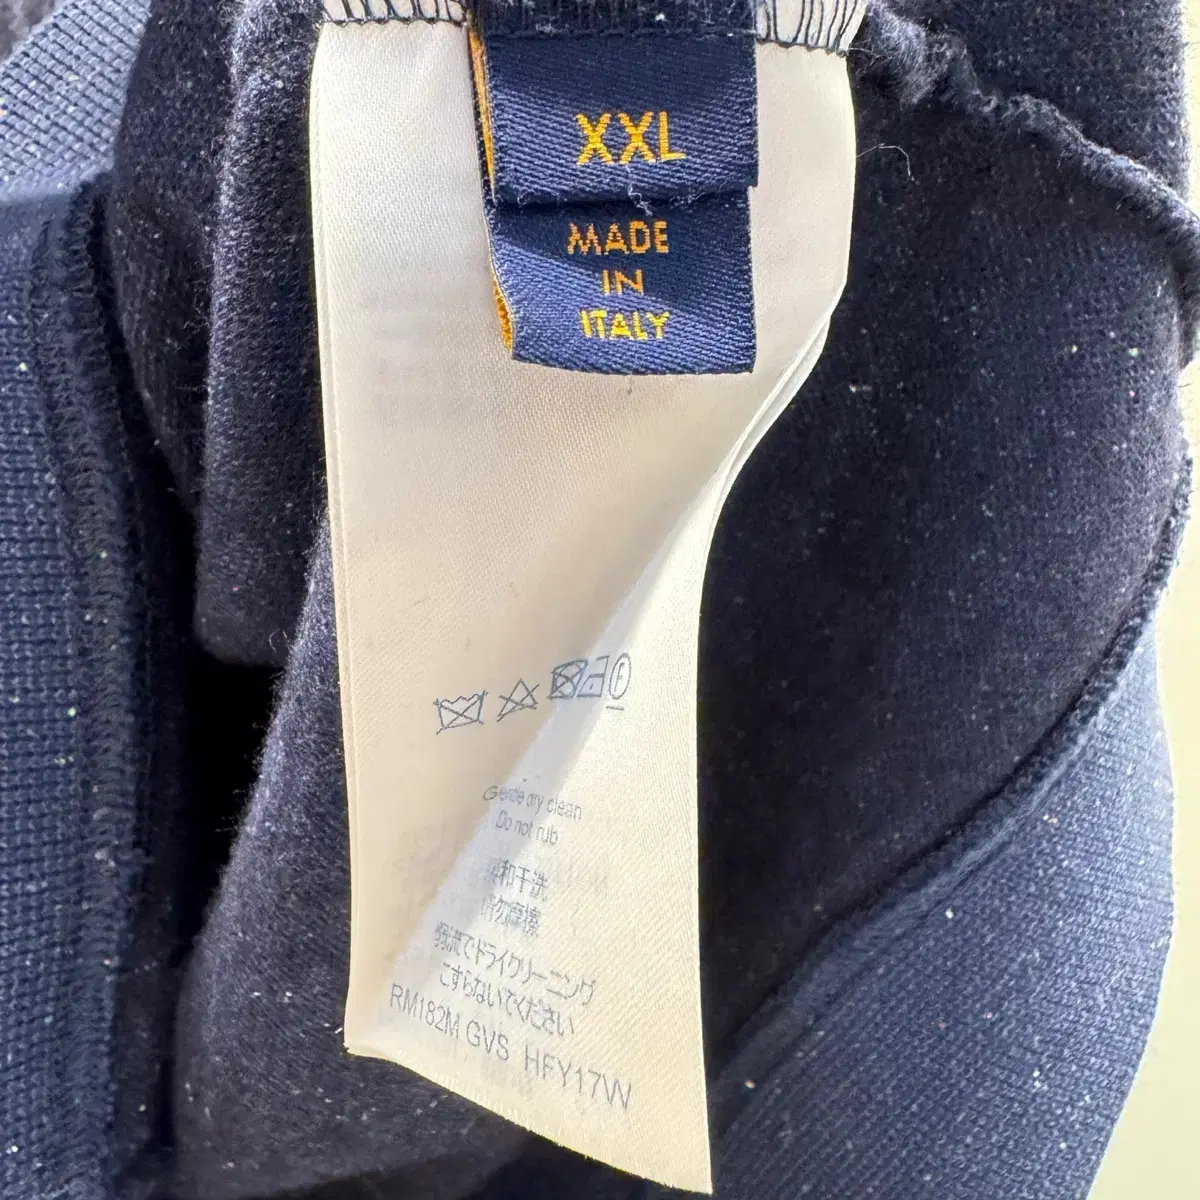 XXL
MADE
IN
ITALY
Gentle dry clean
Do not rub
柔和干洗
请勿摩擦
弱流でドライクリーニング
こすらないでください
RM182M GVS HFY17W